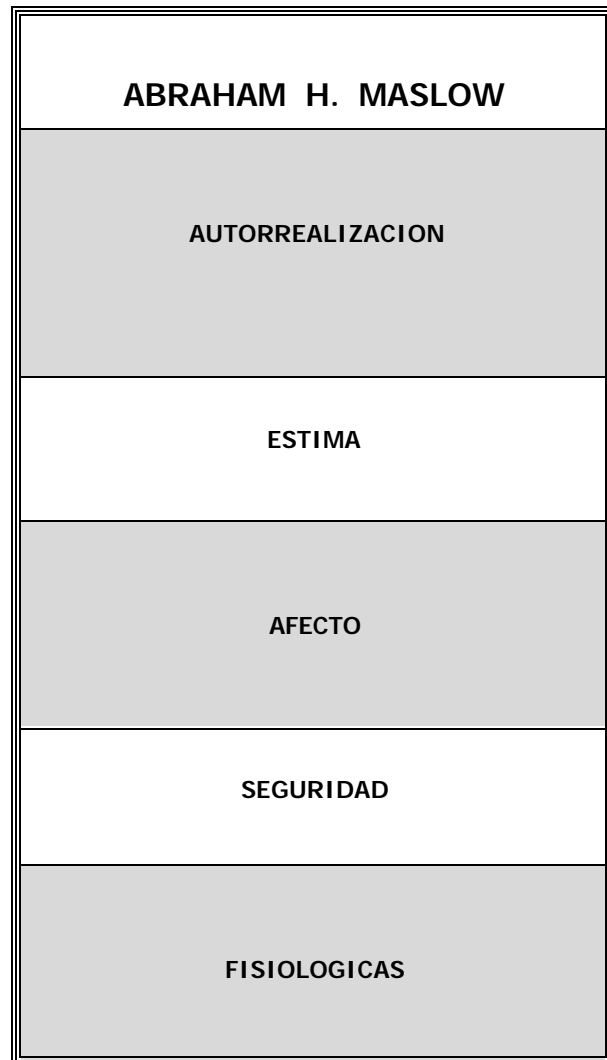 ABRAHAM H. MASLOW
AUTORREALIZACION
ESTIMA
AFECTO
SEGURIDAD
FISIOLOGICAS